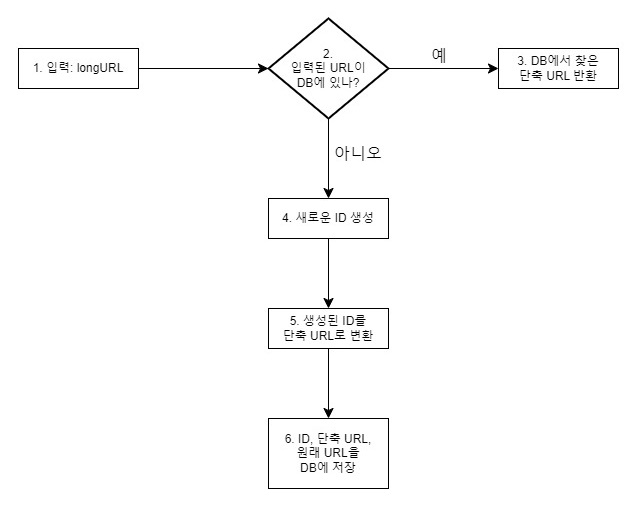 1. 입력: longURL
2.
입력된 URL이
DB에 있나?
예
3. DB에서 찾은
단축 URL 반환
아니오
4. 새로운 ID 생성
5. 생성된 ID를
단축 URL로 변환
6. ID, 단축 URL,
원래 URL을
DB에 저장